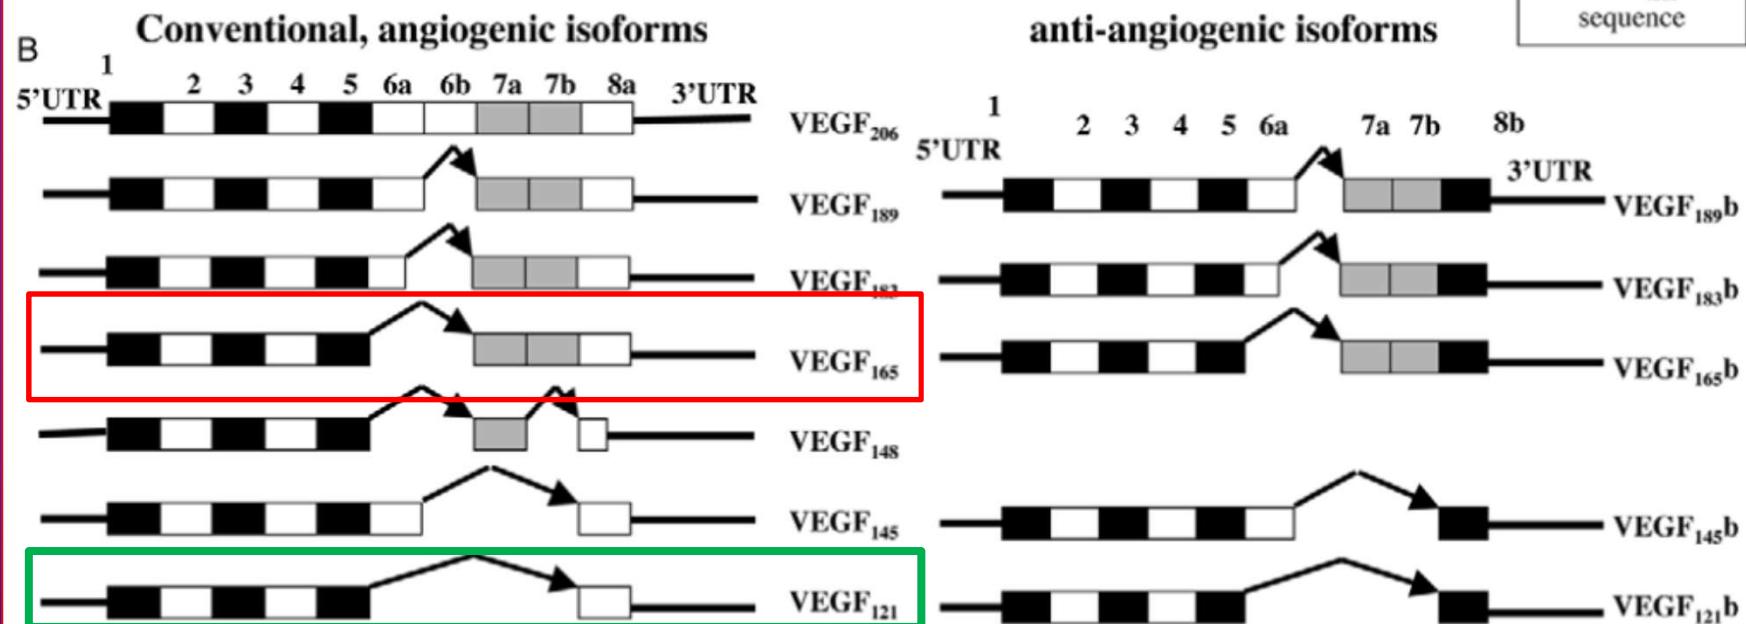 B
Conventional, angiogenic isoforms
1
2 3 4 5 6a 6b 7a 7b 8a
5'UTR
3'UTR
VEGF206
VEGF189
VEGF183
VEGF165
VEGF148
VEGF145
VEGF121
anti-angiogenic isoforms
sequence
1
2 3 4 5 6a 7a 7b 8b
5'UTR
3'UTR
VEGF189b
VEGF183b
VEGF165b
VEGF145b
VEGF121b